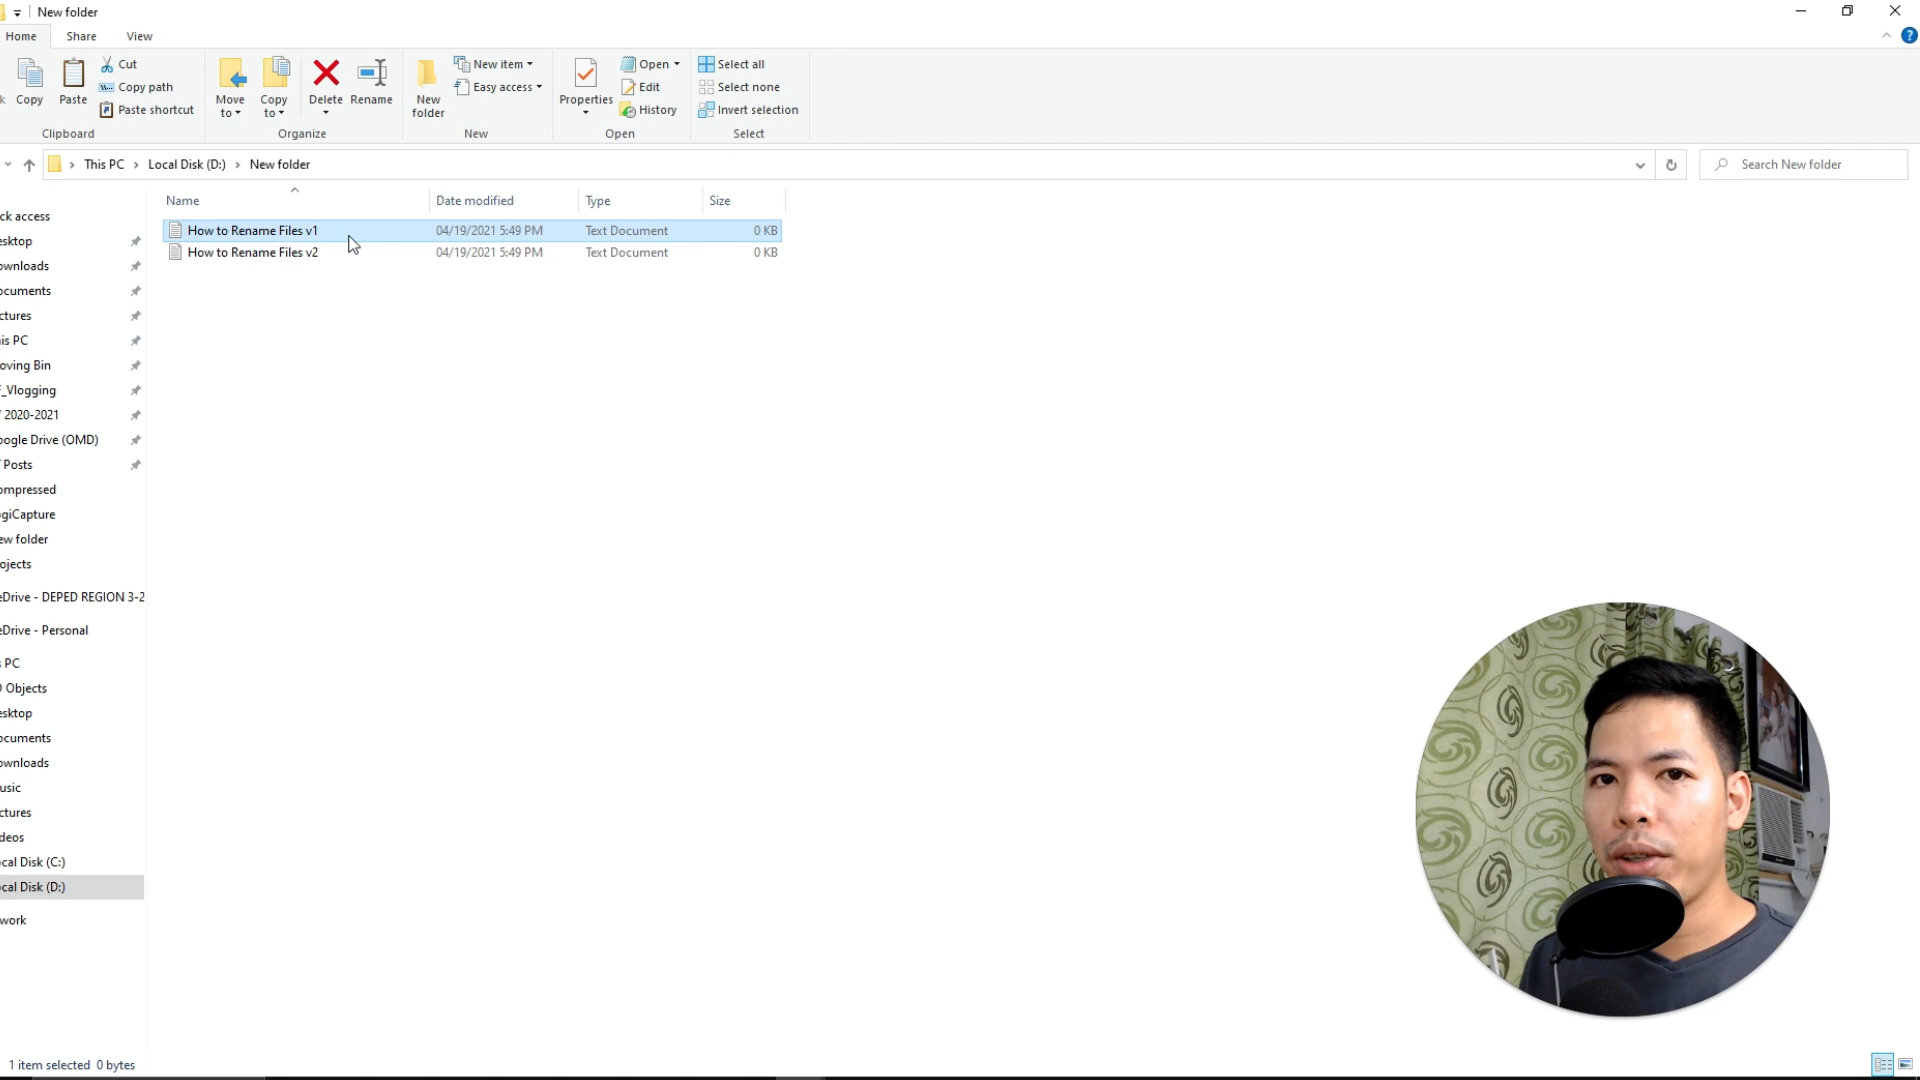 New folder
Home Share View
Copy
Paste
Cut
Copy path
Paste shortcut
Clipboard
Move to
Copy to
Delete
Rename
Organize
New folder
New item
Easy access
New
Properties
Open
Edit
History
Open
Select all
Select none
Invert selection
Select
This PC > Local Disk (D:) > New folder
Search New folder
Name Date modified Type Size
How to Rename Files v1 04/19/2021 5:49 PM Text Document 0 KB
How to Rename Files v2 04/19/2021 5:49 PM Text Document 0 KB
ck access
esktop
ownloads
ocuments
ctures
is PC
oving Bin
_Vlogging
2020-2021
oogle Drive (OMD)
Posts
ompressed
giCapture
ew folder
ojects
eDrive - DEPED REGION 3-2
eDrive - Personal
PC
Objects
esktop
ocuments
ownloads
usic
ctures
deos
cal Disk (C:)
cal Disk (D:)
work
1 item selected 0 bytes